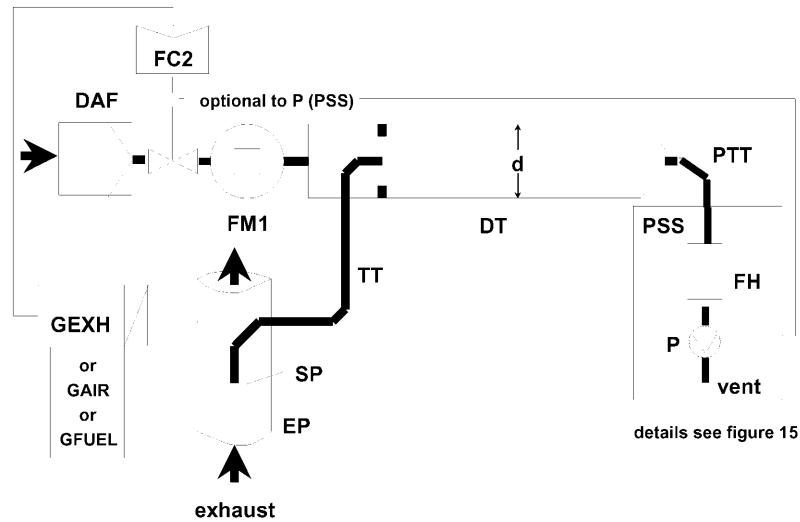 FC2
DAF
optional to P (PSS)
d
PTT
FM1
DT
PSS
TT
FH
GEXH
or
GAIR
or
GFUEL
P
SP
vent
EP
details see figure 15
exhaust